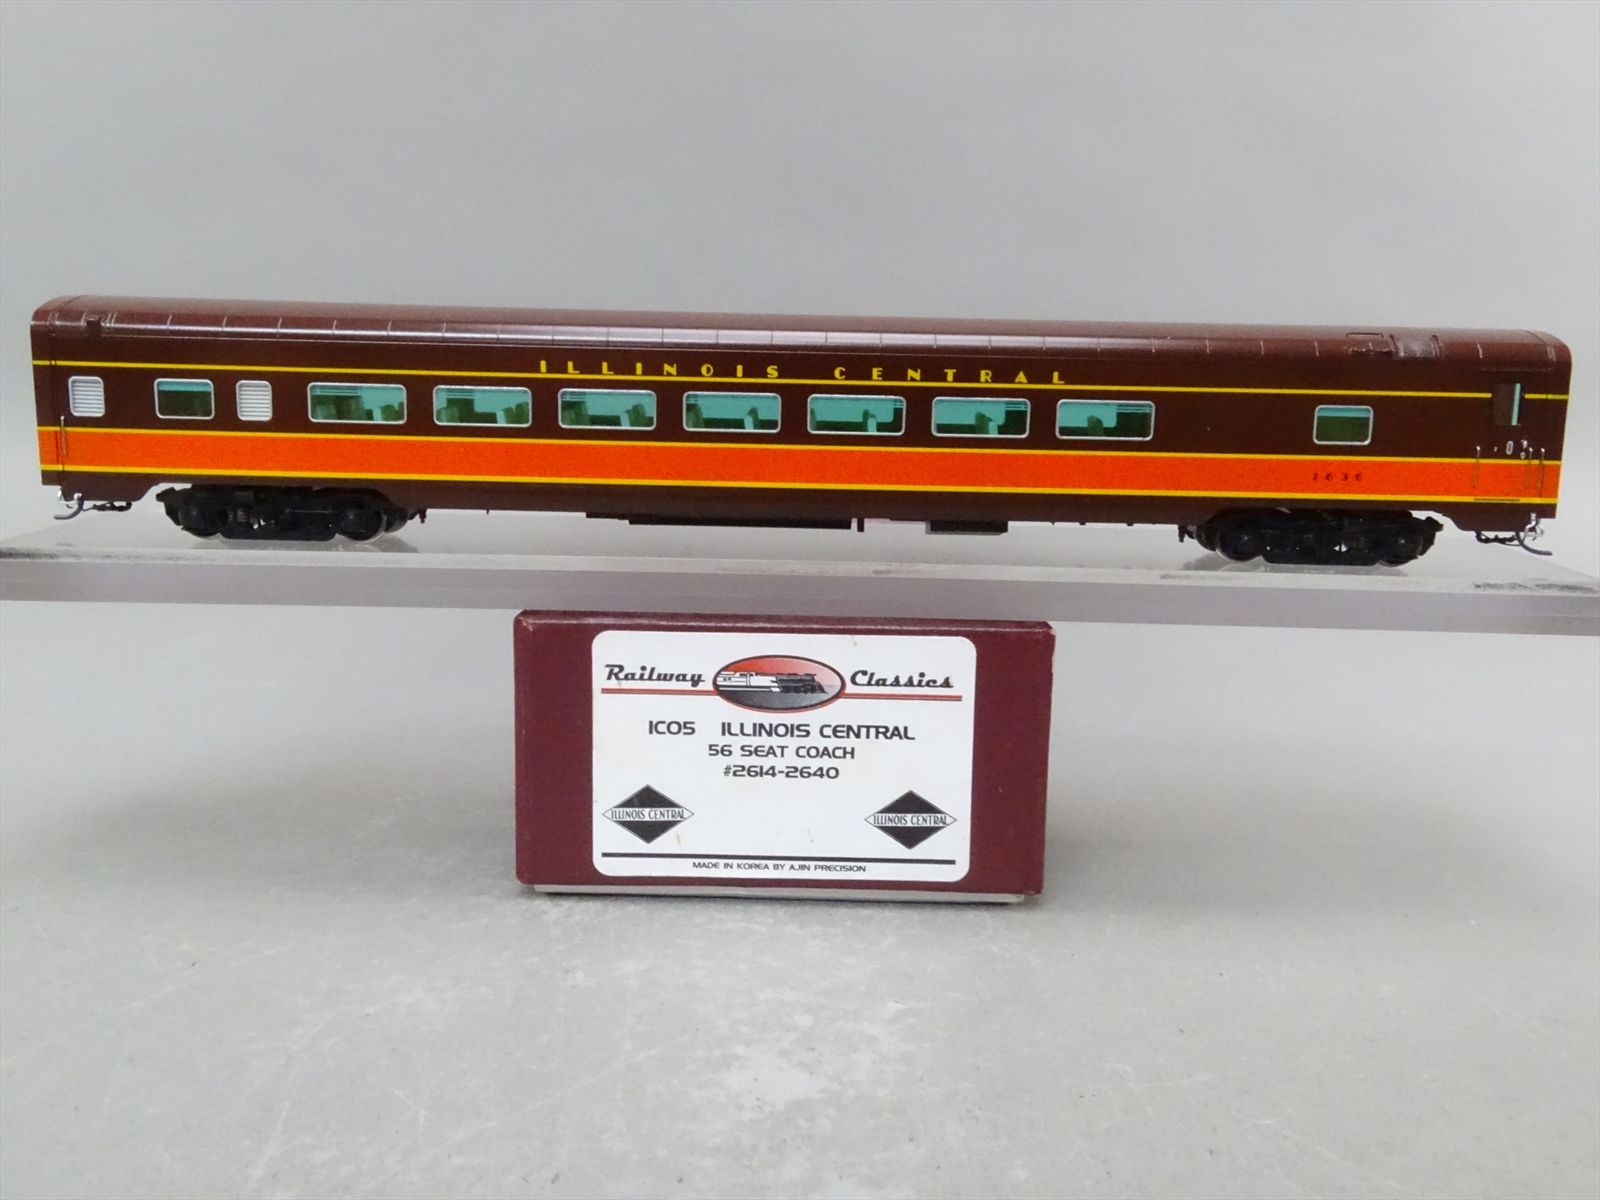 ILLINOIS CENTRAL
2636
Railway Classics
IC05 ILLINOIS CENTRAL
56 SEAT COACH
#2614-2640
ILLINOIS CENTRAL
ILLINOIS CENTRAL
MADE IN KOREA BY AJIN PRECISION